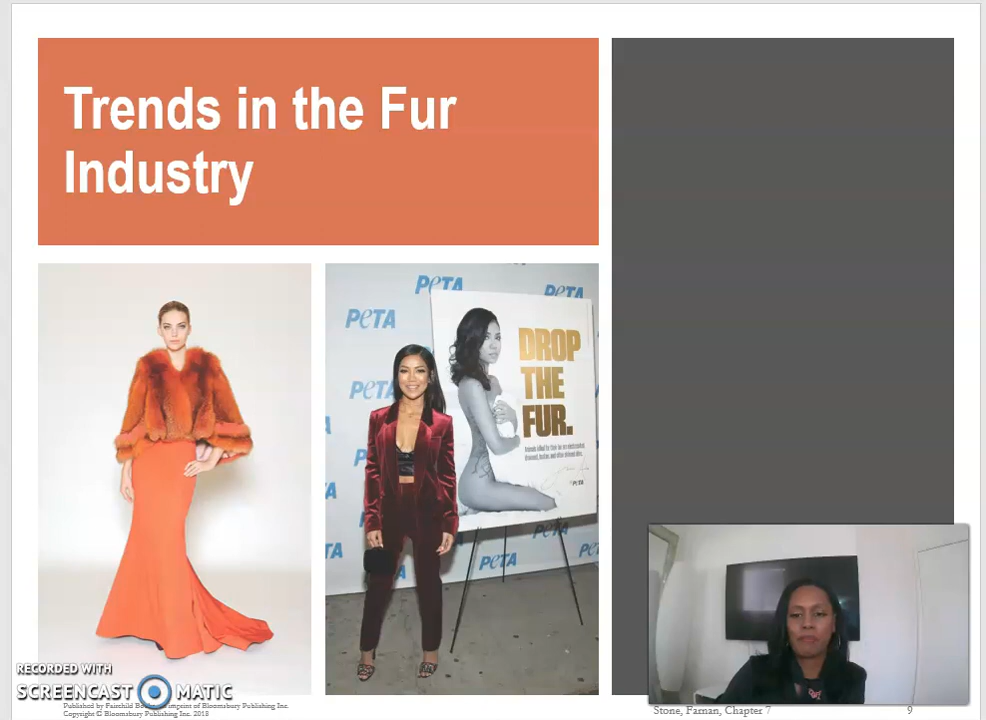 Trends in the Fur
Industry
PETA
PETA
PETA
DROP
THE
FUR.
PETA
PETA
PETA
PETA
RECORDED WITH
SCREENCAST MATIC
Published by Fairchild Books, an imprint of Bloomsbury Publishing Inc.
Copyright © Bloomsbury Publishing Inc. 2018
Stone, Farnan, Chapter 7
9